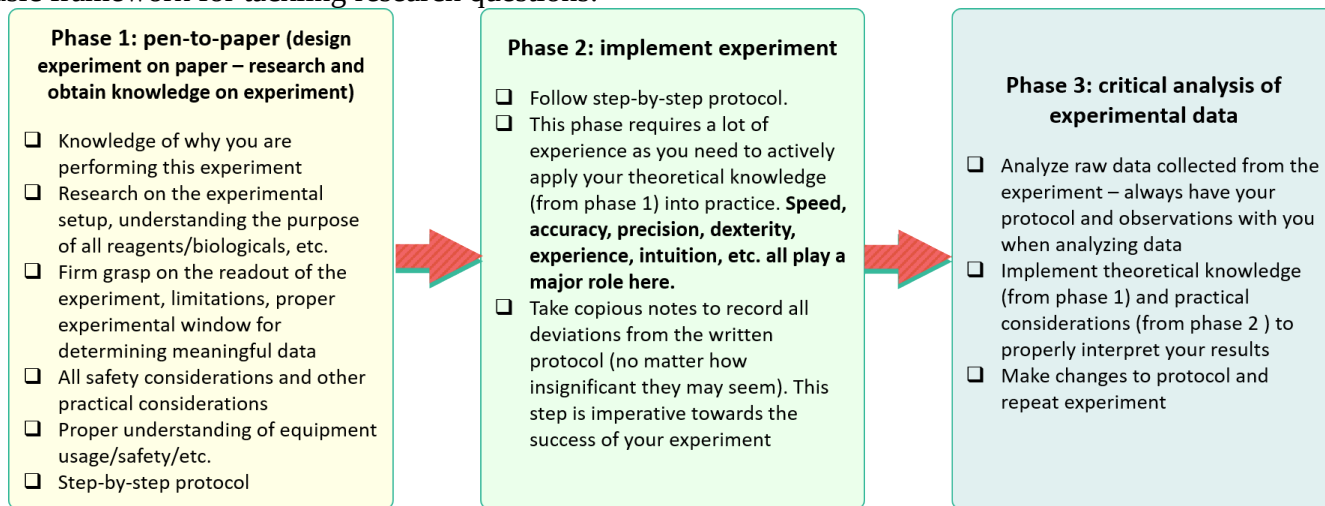 basic framework for tackling research questions.
Phase 1: pen-to-paper (design
experiment on paper – research and
obtain knowledge on experiment)
❑ Knowledge of why you are
performing this experiment
❑ Research on the experimental
setup, understanding the purpose
of all reagents/biologicals, etc.
❑ Firm grasp on the readout of the
experiment, limitations, proper
experimental window for
determining meaningful data
❑ All safety considerations and other
practical considerations
❑ Proper understanding of equipment
usage/safety/etc.
❑ Step-by-step protocol
Phase 2: implement experiment
❑ Follow step-by-step protocol.
❑ This phase requires a lot of
experience as you need to actively
apply your theoretical knowledge
(from phase 1) into practice. Speed,
accuracy, precision, dexterity,
experience, intuition, etc. all play a
major role here.
❑ Take copious notes to record all
deviations from the written
protocol (no matter how
insignificant they may seem). This
step is imperative towards the
success of your experiment
Phase 3: critical analysis of
experimental data
❑ Analyze raw data collected from the
experiment – always have your
protocol and observations with you
when analyzing data
❑ Implement theoretical knowledge
(from phase 1) and practical
considerations (from phase 2 ) to
properly interpret your results
❑ Make changes to protocol and
repeat experiment